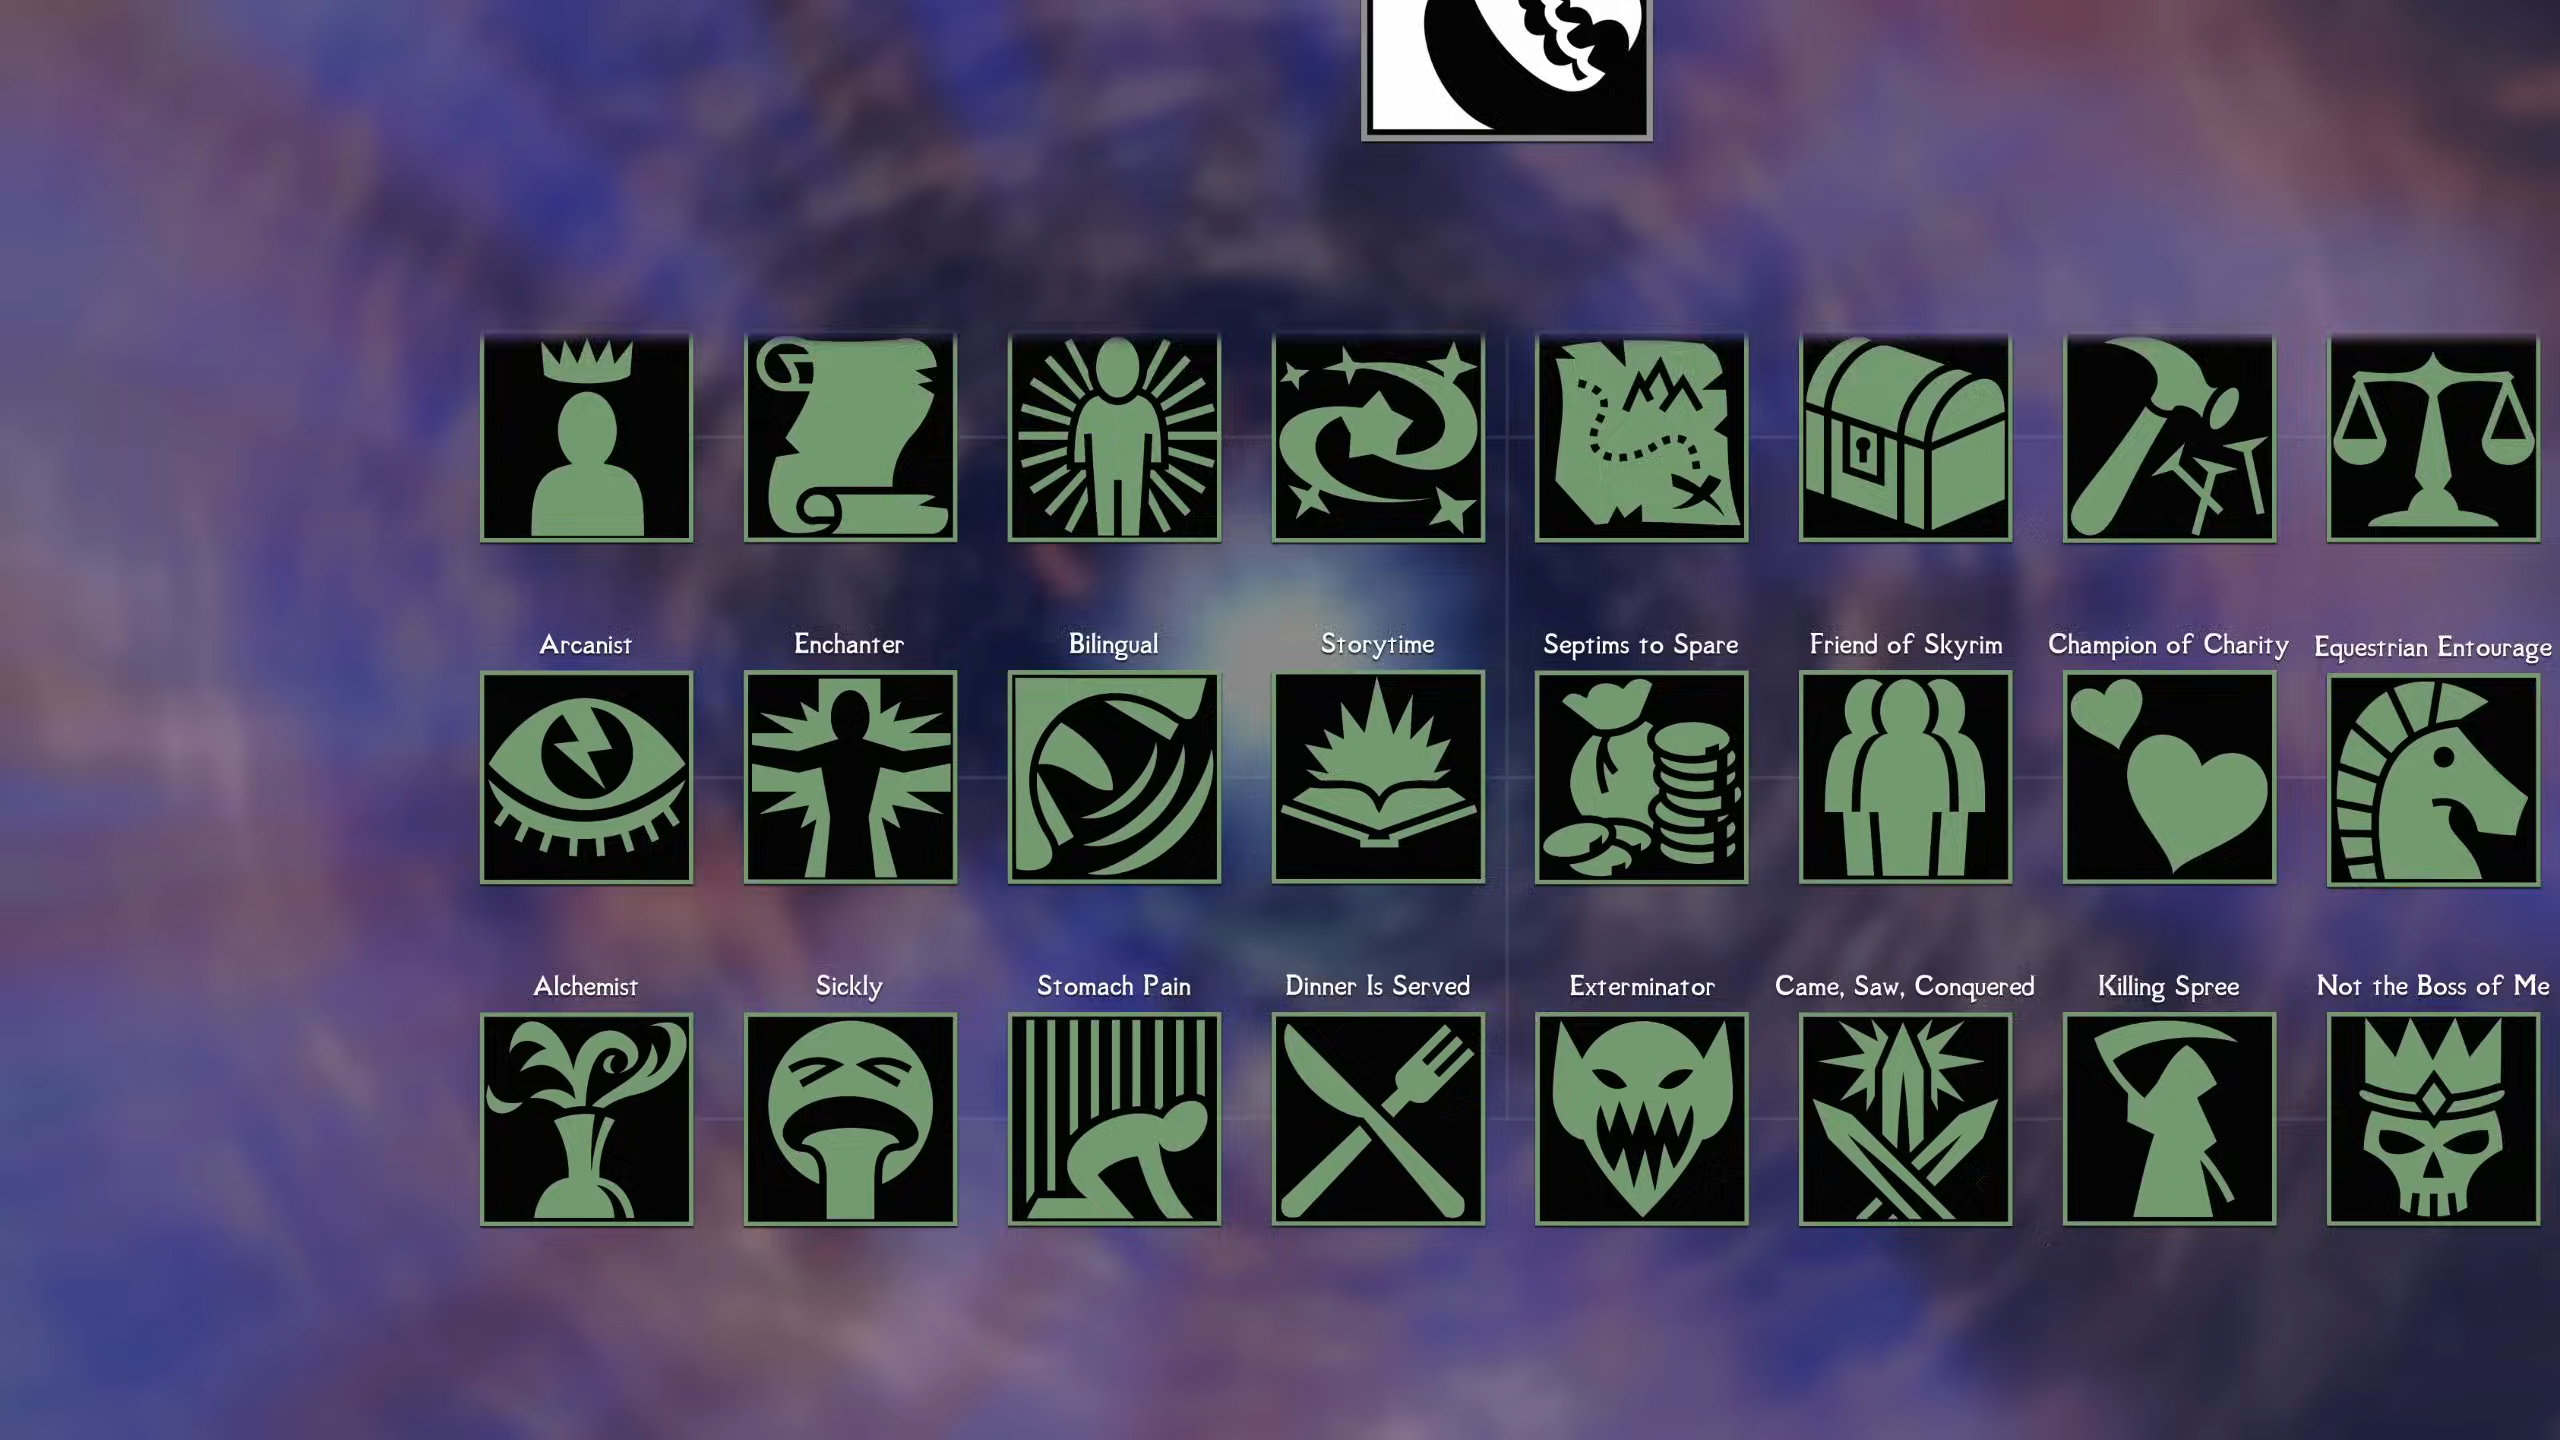 Arcanist
Enchanter
Bilingual
Storytime
Septims to Spare
Friend of Skyrim
Champion of Charity
Equestrian Entourage
Alchemist
Sickly
Stomach Pain
Dinner Is Served
Exterminator
Came, Saw, Conquered
Killing Spree
Not the Boss of Me